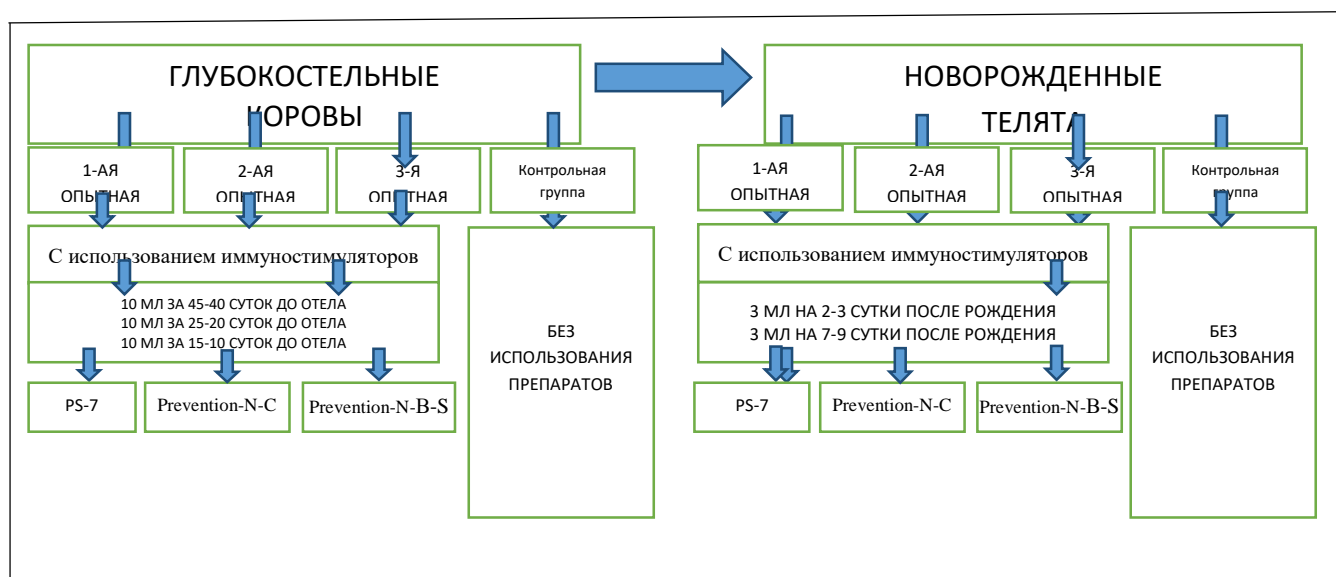 ГЛУБОКОСТЕЛЬНЫЕ
КОРОВЫ
1-АЯ
ОПЫТНАЯ
2-АЯ
ОПЫТНАЯ
3-Я
ОПЫТНАЯ
Контрольная
группа
С использованием иммуностимуляторов
10 МЛ ЗА 45-40 СУТОК ДО ОТЕЛА
10 МЛ ЗА 25-20 СУТОК ДО ОТЕЛА
10 МЛ ЗА 15-10 СУТОК ДО ОТЕЛА
БЕЗ
ИСПОЛЬЗОВАНИЯ
ПРЕПАРАТОВ
PS-7
Prevention-N-C
Prevention-N-B-S
НОВОРОЖДЕННЫЕ
ТЕЛЯТА
1-АЯ
ОПЫТНАЯ
2-АЯ
ОПЫТНАЯ
3-Я
ОПЫТНАЯ
Контрольная
группа
С использованием иммуностимуляторов
3 МЛ НА 2-3 СУТКИ ПОСЛЕ РОЖДЕНИЯ
3 МЛ НА 7-9 СУТКИ ПОСЛЕ РОЖДЕНИЯ
БЕЗ
ИСПОЛЬЗОВАНИЯ
ПРЕПАРАТОВ
PS-7
Prevention-N-C
Prevention-N-B-S